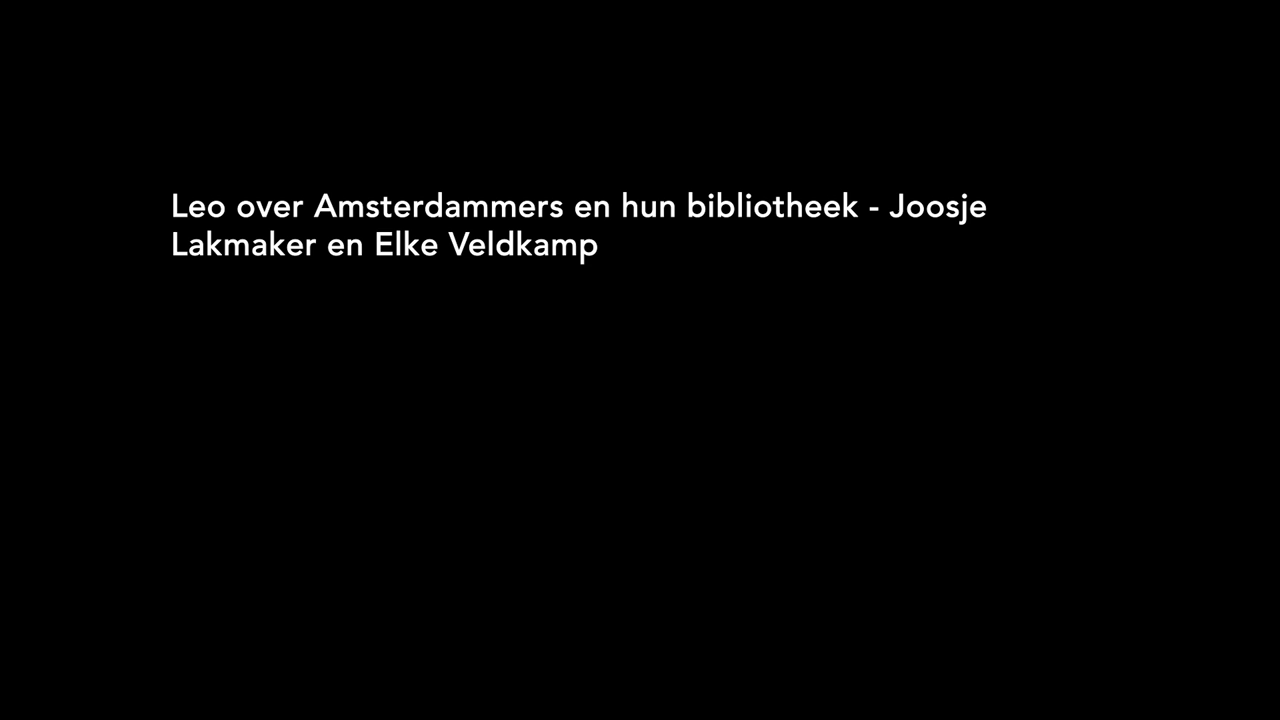 Leo over Amsterdammers en hun bibliotheek - Joosje
Lakmaker en Elke Veldkamp